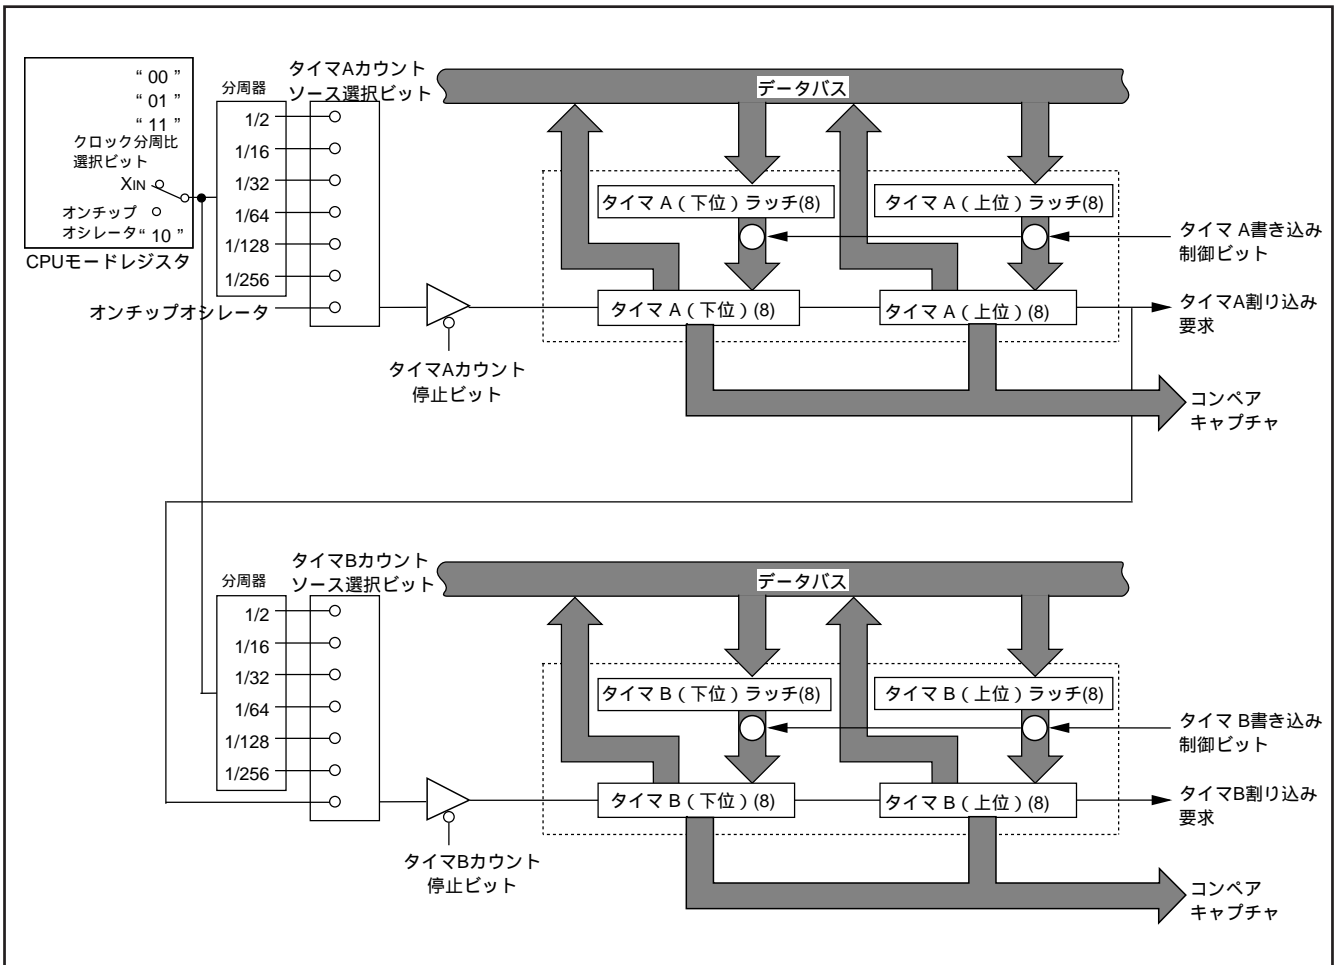 “ 00 ”
“ 01 ”
“ 11 ”
クロック分周比
選択ビット
XIN
オンチップ
オシレータ“ 10 ”
CPUモードレジスタ
分周器
1/2
1/16
1/32
1/64
1/128
1/256
オンチップオシレータ
タイマAカウント
ソース選択ビット
タイマAカウント
停止ビット
データバス
タイマ A ( 下位 ) ラッチ(8)
タイマ A ( 上位 ) ラッチ(8)
タイマ A ( 下位 ) (8)
タイマ A ( 上位 ) (8)
タイマ A書き込み
制御ビット
タイマA割り込み
要求
コンペア
キャプチャ
分周器
1/2
1/16
1/32
1/64
1/128
1/256
タイマBカウント
ソース選択ビット
タイマBカウント
停止ビット
データバス
タイマ B ( 下位 ) ラッチ(8)
タイマ B ( 上位 ) ラッチ(8)
タイマ B ( 下位 ) (8)
タイマ B ( 上位 ) (8)
タイマ B書き込み
制御ビット
タイマB割り込み
要求
コンペア
キャプチャ